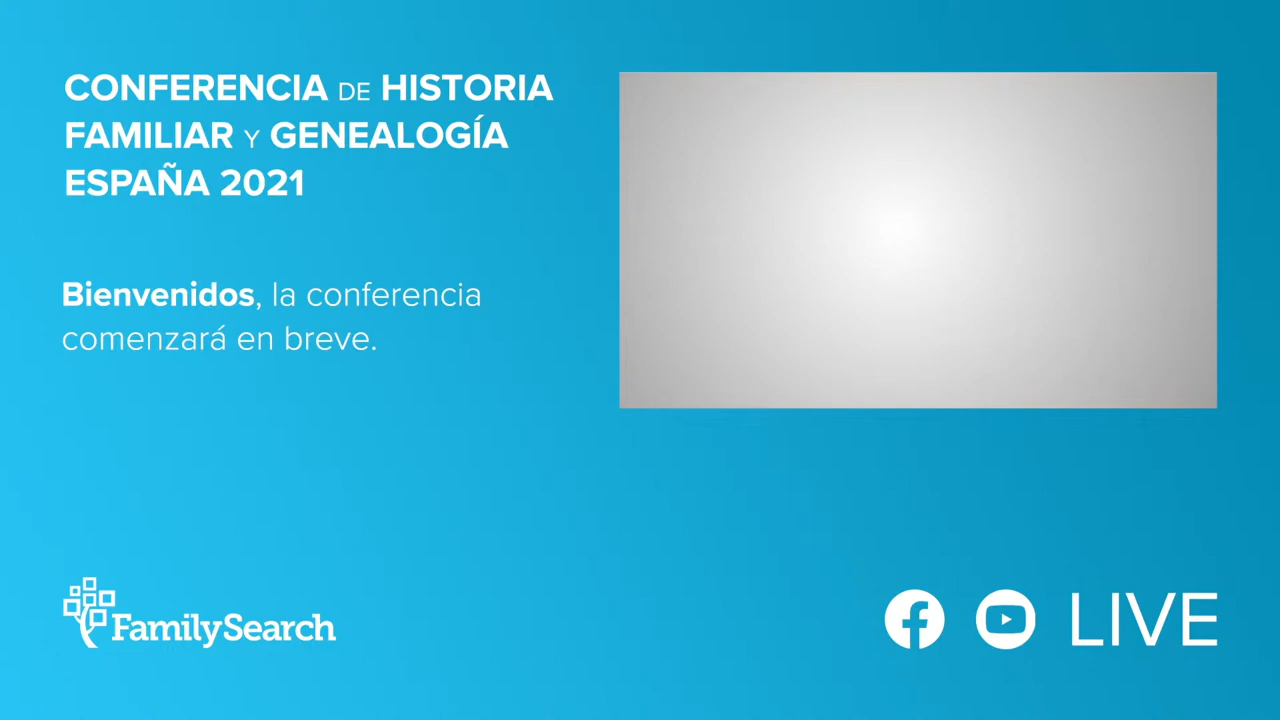 CONFERENCIA DE HISTORIA
FAMILIAR Y GENEALOGÍA
ESPAÑA 2021
Bienvenidos, la conferencia
comenzará en breve.
FamilySearch
LIVE